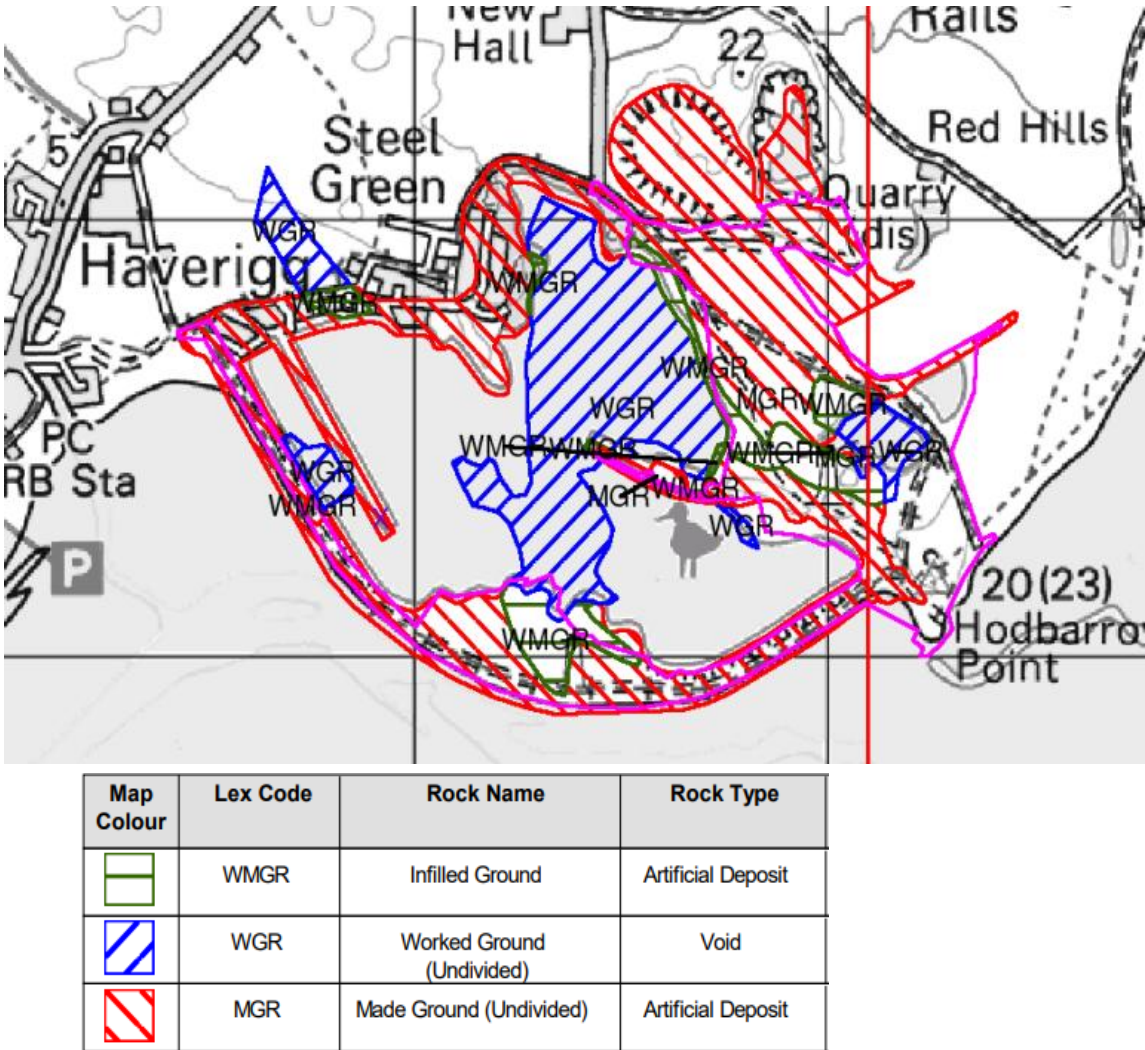 New
Hall
Rails
22
Steel
Green
Red Hills
5
Quarry
(dis)
WGR
Haverigg
WMGR
WMGR
WMGR
WGR
MGR
WMGR
PC
RB Sta
WMGR
WMGR
WMGR
MGR
WGR
WGR
WMGR
MGR
WMGR
WGR
P
20 (23)
Hodbarrow
Point
WMGR
Map Colour
Lex Code
Rock Name
Rock Type
WMGR
Infilled Ground
Artificial Deposit
WGR
Worked Ground
(Undivided)
Void
MGR
Made Ground (Undivided)
Artificial Deposit